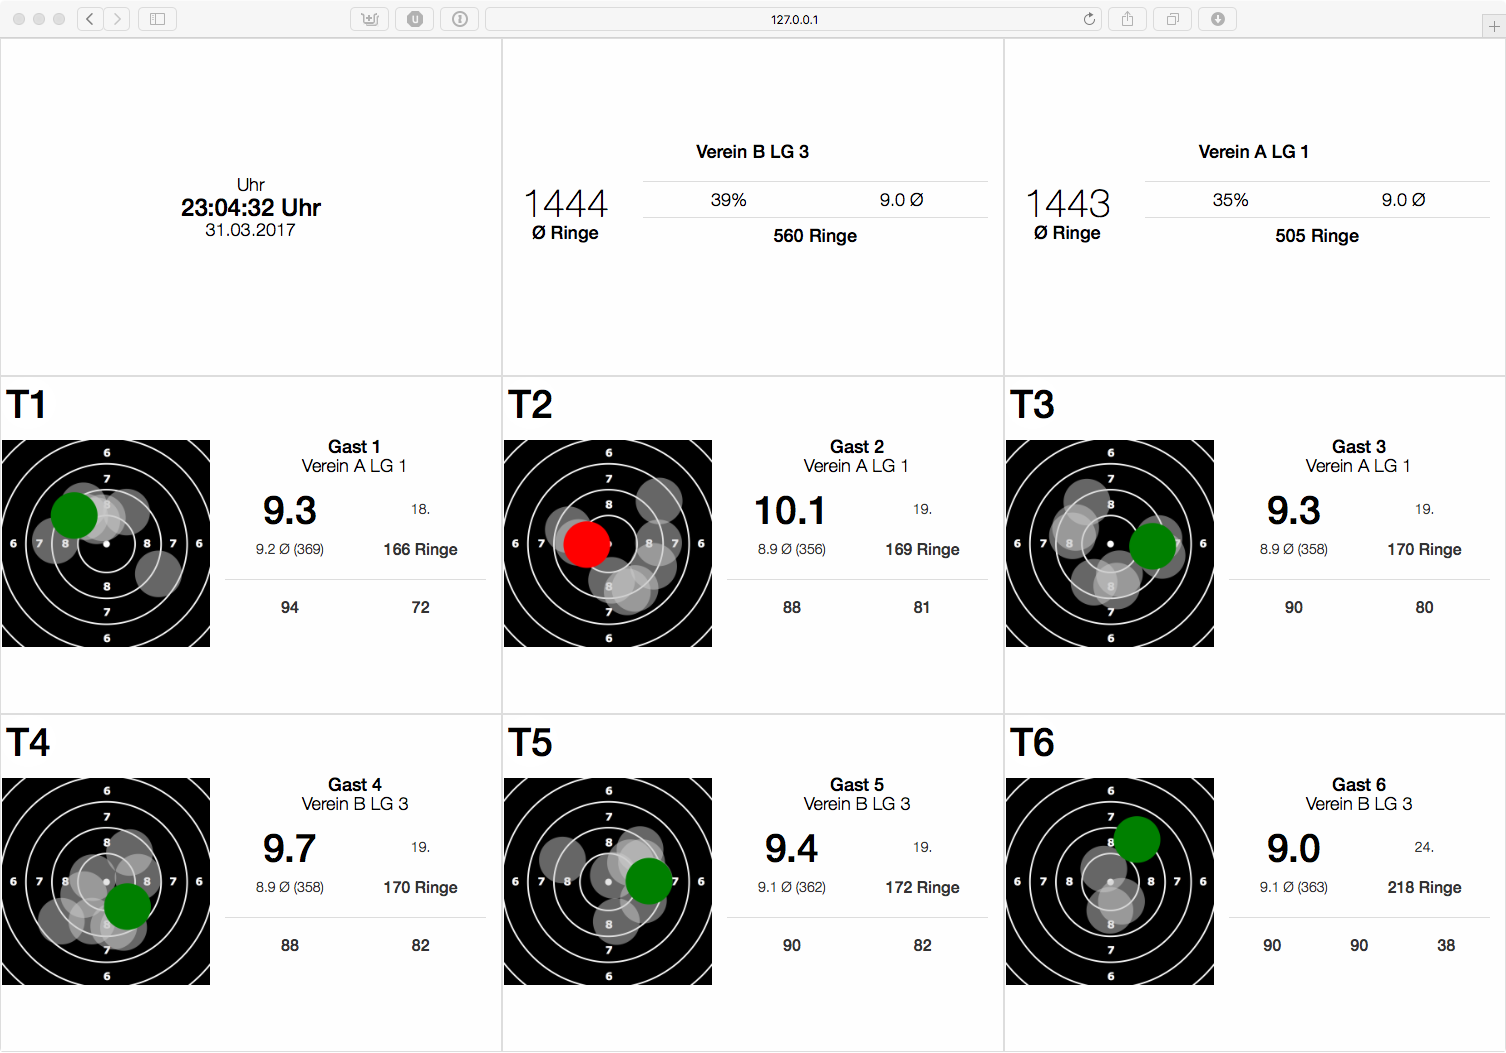 127.0.0.1
Uhr
23:04:32 Uhr
31.03.2017
Verein B LG 3
1444
Ø Ringe
39% 9.0 Ø
560 Ringe
Verein A LG 1
1443
Ø Ringe
35% 9.0 Ø
505 Ringe
T1
6
7
8
6 7 8 8 7 6
8
7
6
Gast 1
Verein A LG 1
9.3 18.
9.2 Ø (369) 166 Ringe
94 72
T2
6
7
8
6 7 8 7 6
8
7
6
Gast 2
Verein A LG 1
10.1 19.
8.9 Ø (356) 169 Ringe
88 81
T3
6
7
8
6 7 8 7 6
8
7
6
Gast 3
Verein A LG 1
9.3 19.
8.9 Ø (358) 170 Ringe
90 80
T4
6
7
8
6 7 8 8 7 6
8
7
6
Gast 4
Verein B LG 3
9.7 19.
8.9 Ø (358) 170 Ringe
88 82
T5
6
7
8
6 7 8 7 6
8
7
6
Gast 5
Verein B LG 3
9.4 19.
9.1 Ø (362) 172 Ringe
90 82
T6
6
7
8
6 7 8 8 7 6
8
7
6
Gast 6
Verein B LG 3
9.0 24.
9.1 Ø (363) 218 Ringe
90 90 38